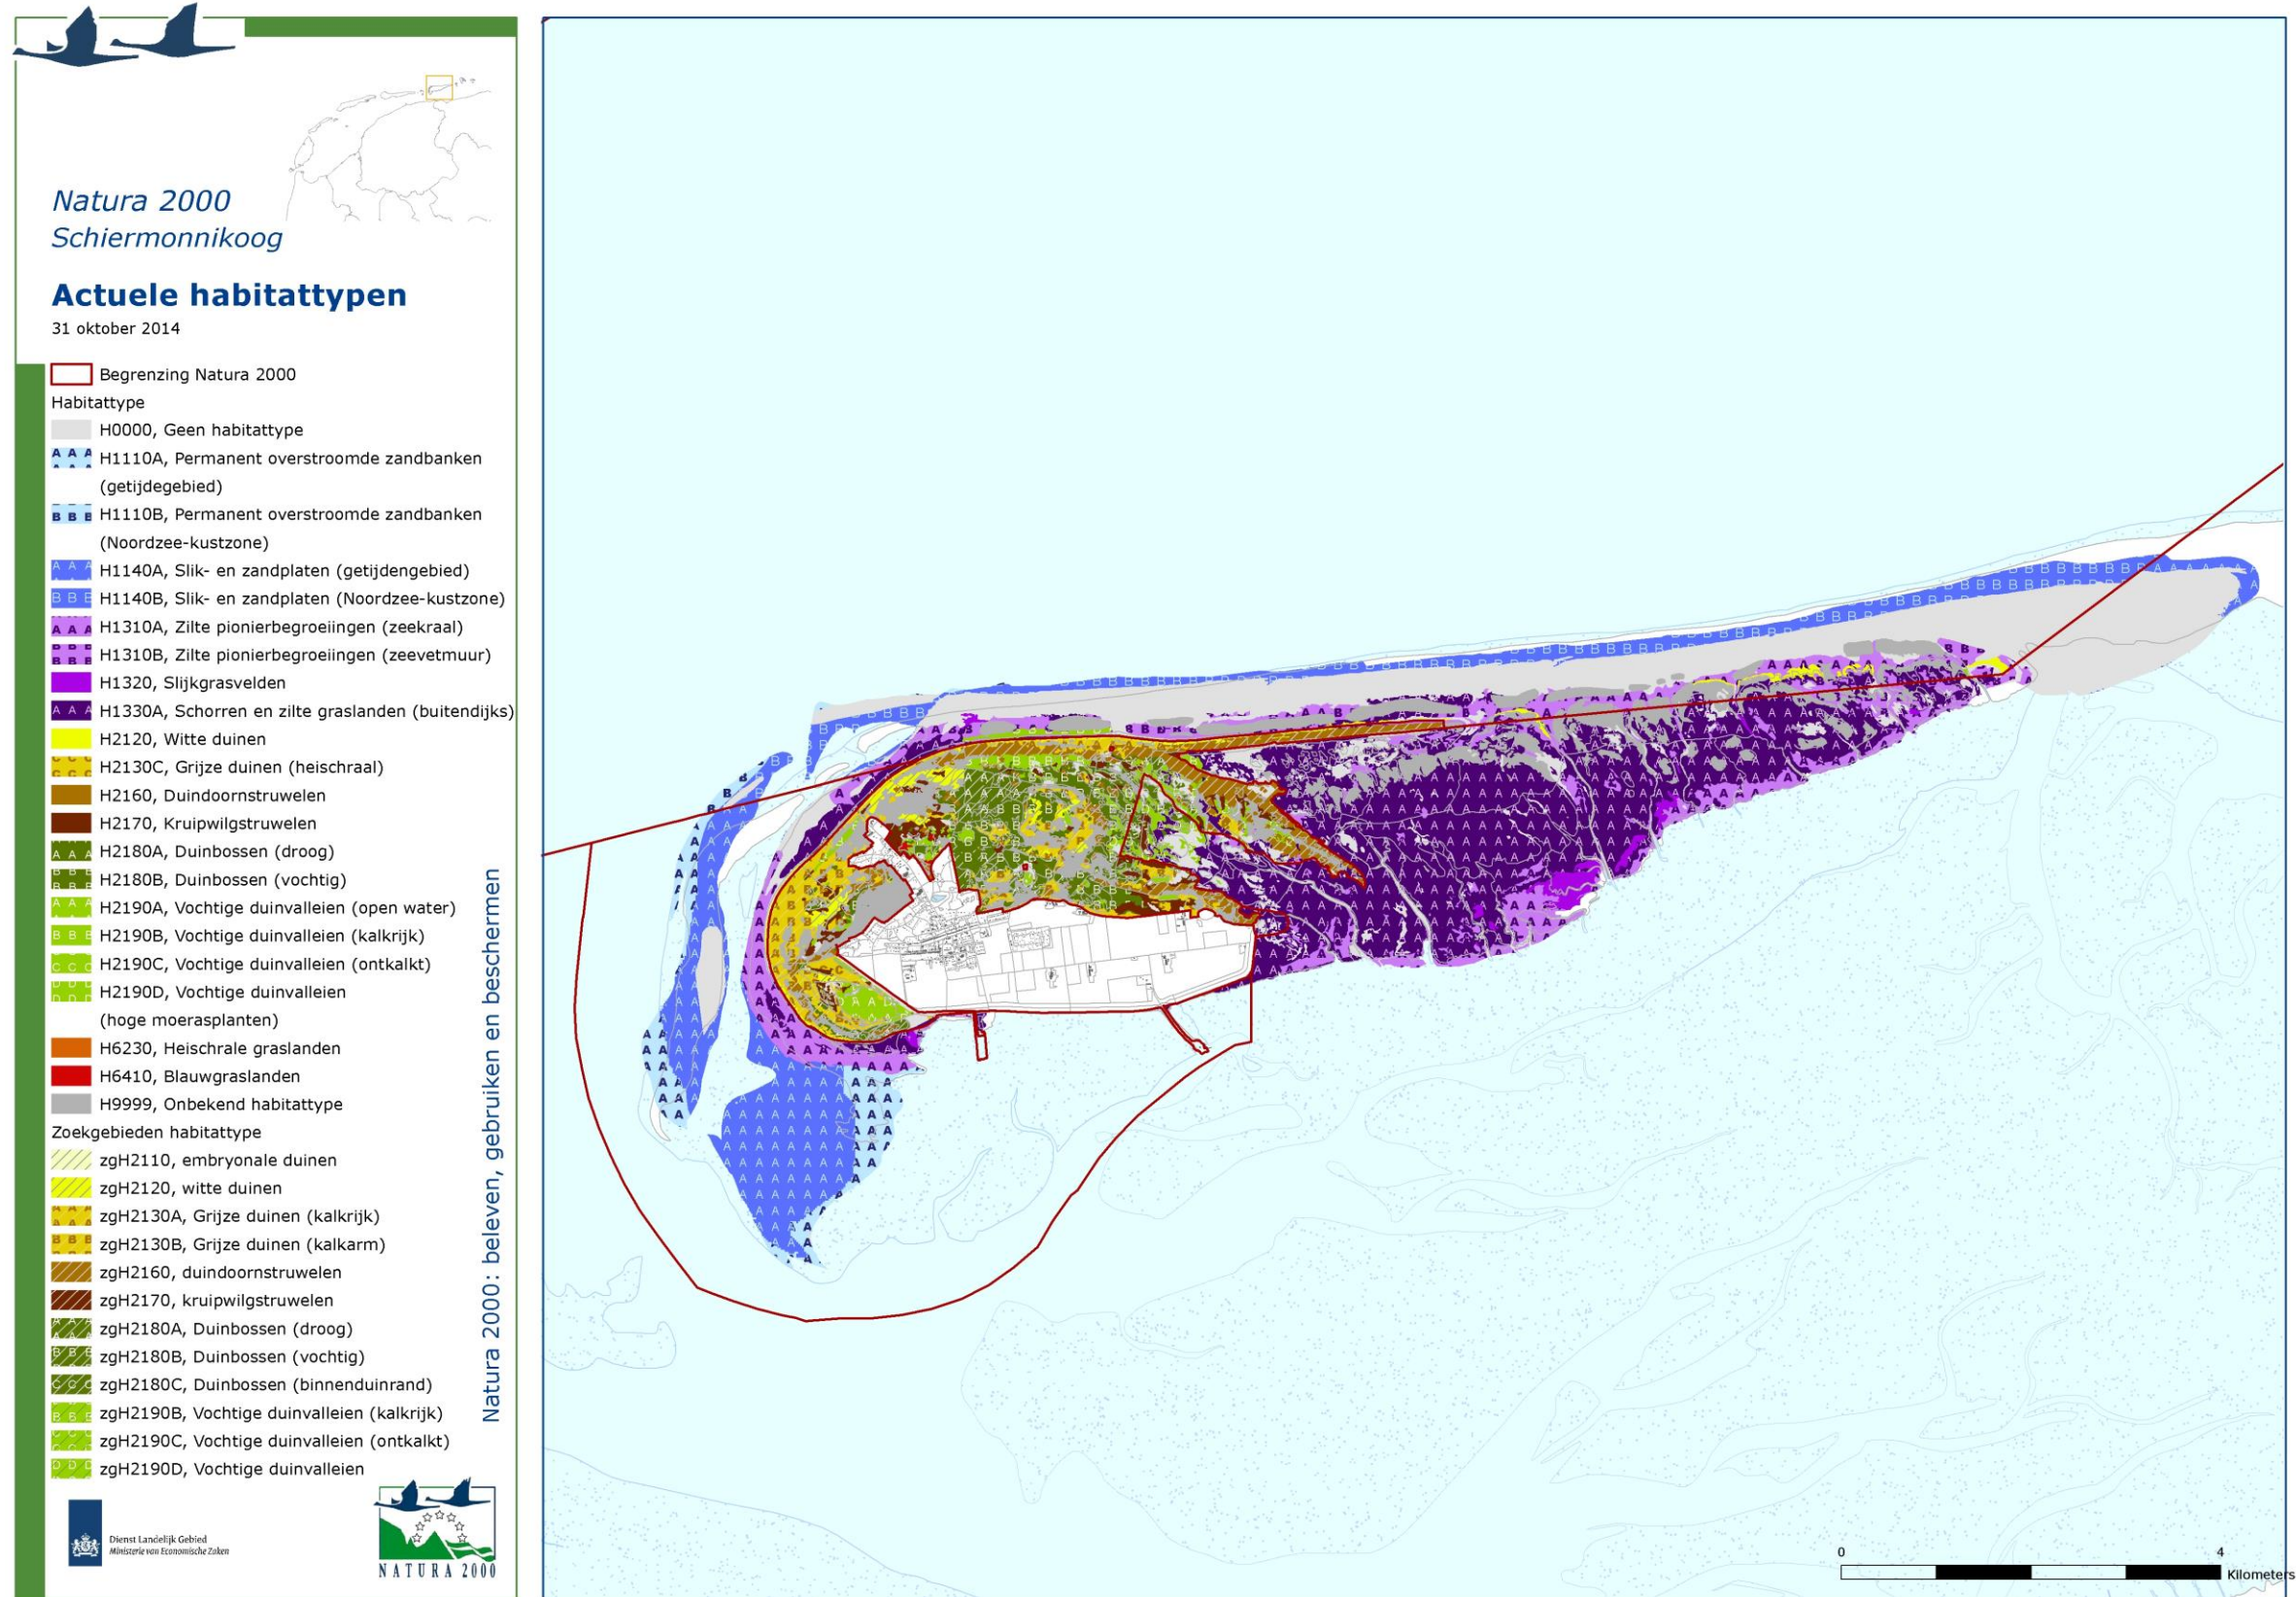 Natura 2000
Schiermonnikoog
Actuele habitattypen
31 oktober 2014
Begrenzing Natura 2000
Habitattype
H0000, Geen habitattype
A A A H1110A, Permanent overstroomde zandbanken
(getijdegebied)
B B B H1110B, Permanent overstroomde zandbanken
(Noordzee-kustzone)
A A A H1140A, Slik- en zandplaten (getijdengebied)
B B B H1140B, Slik- en zandplaten (Noordzee-kustzone)
A A A H1310A, Zilte pionierbegroeiingen (zeekraal)
B B B H1310B, Zilte pionierbegroeiingen (zeevetmuur)
H1320, Slijkgrasvelden
A A A H1330A, Schorren en zilte graslanden (buitendijks)
H2120, Witte duinen
C C C H2130C, Grijze duinen (heischraal)
H2160, Duindoornstruwelen
H2170, Kruipwilgstruwelen
A A A H2180A, Duinbossen (droog)
B B B H2180B, Duinbossen (vochtig)
A A A H2190A, Vochtige duinvalleien (open water)
B B B H2190B, Vochtige duinvalleien (kalkrijk)
C C C H2190C, Vochtige duinvalleien (ontkalkt)
D D D H2190D, Vochtige duinvalleien
(hoge moerasplanten)
H6230, Heischrale graslanden
H6410, Blauwgraslanden
H9999, Onbekend habitattype
Zoekgebieden habitattype
zgH2110, embryonale duinen
zgH2120, witte duinen
A A A zgH2130A, Grijze duinen (kalkrijk)
B B B zgH2130B, Grijze duinen (kalkarm)
zgH2160, duindoornstruwelen
zgH2170, kruipwilgstruwelen
A A A zgH2180A, Duinbossen (droog)
B B B zgH2180B, Duinbossen (vochtig)
C C C zgH2180C, Duinbossen (binnenduinrand)
B B B zgH2190B, Vochtige duinvalleien (kalkrijk)
C C C zgH2190C, Vochtige duinvalleien (ontkalkt)
D D D zgH2190D, Vochtige duinvalleien
Natura 2000: beleven, gebruiken en beschermen
Dienst Landelijk Gebied
Ministerie van Economische Zaken
NATURA 2000
0 4
Kilometers